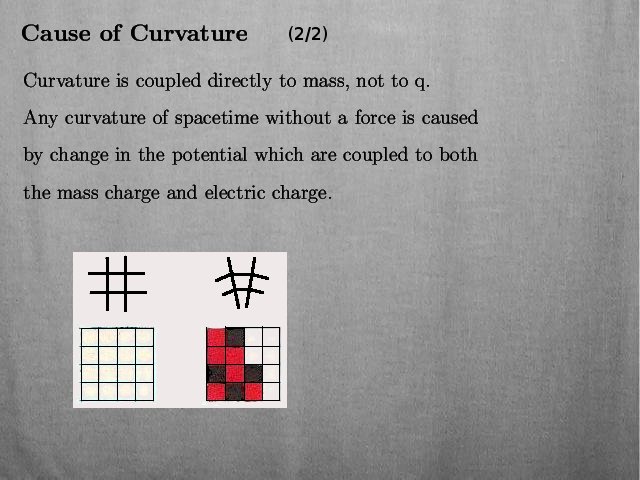 Cause of Curvature (2/2)
Curvature is coupled directly to mass, not to q.
Any curvature of spacetime without a force is caused
by change in the potential which are coupled to both
the mass charge and electric charge.